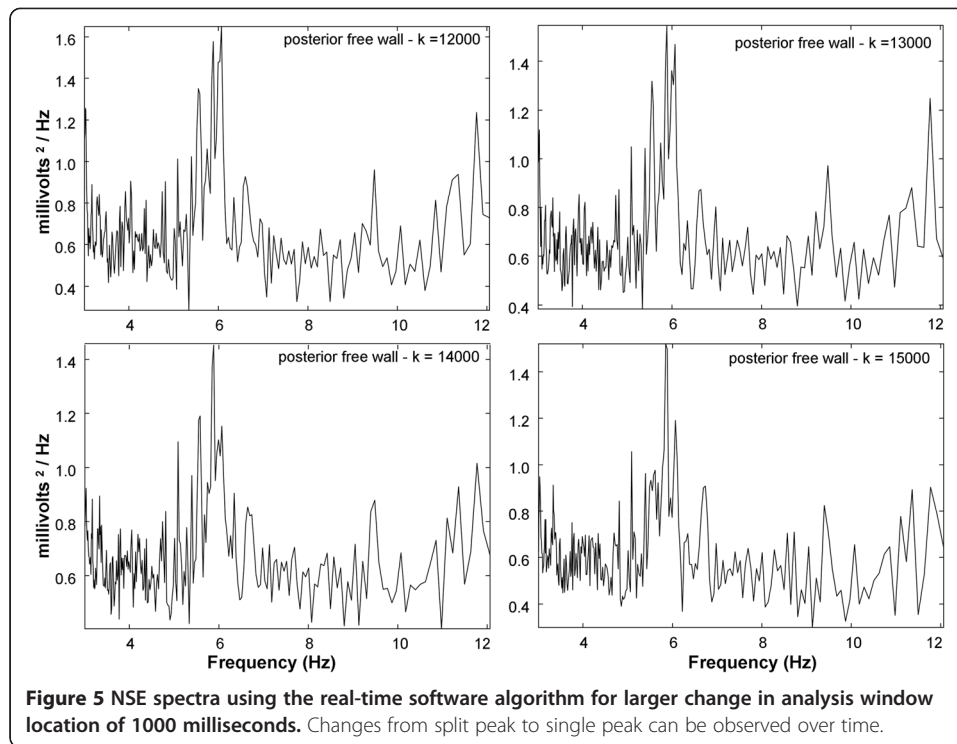 posterior free wall - k =12000
1.6
1.4
1.2
1.0
0.8
0.6
0.4
4 6 8 10 12
posterior free wall - k =13000
1.4
1.2
1.0
0.8
0.6
0.4
4 6 8 10 12
millivolts ² / Hz
posterior free wall - k = 14000
1.4
1.2
1.0
0.8
0.6
4 6 8 10 12
Frequency (Hz)
millivolts ² / Hz
posterior free wall - k = 15000
1.4
1.2
1.0
0.8
0.6
0.4
4 6 8 10 12
Frequency (Hz)
Figure 5 NSE spectra using the real-time software algorithm for larger change in analysis window
location of 1000 milliseconds. Changes from split peak to single peak can be observed over time.